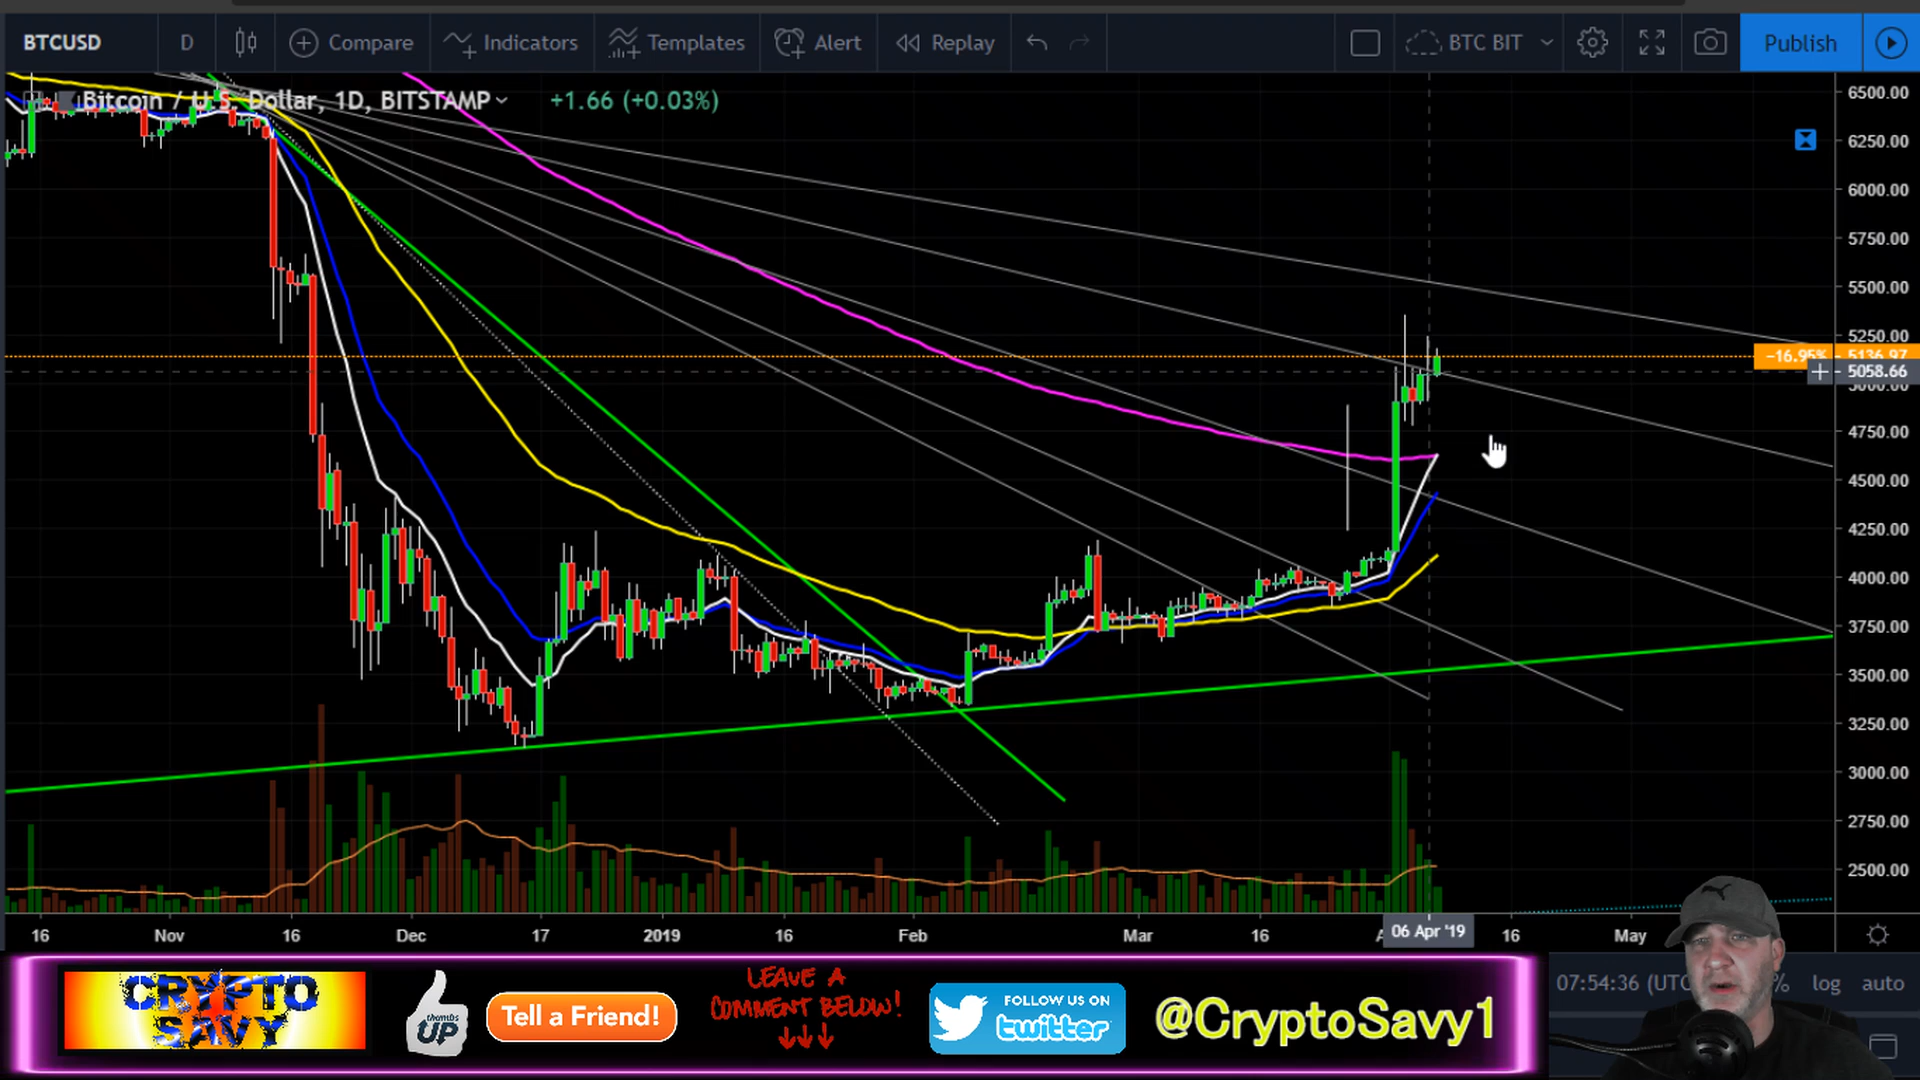 BTCUSD D Compare Indicators Templates Alert Replay BTC BIT Publish
Bitcoin / U.S. Dollar, 1D, BITSTAMP +1.66 (+0.03%)
6500.00
6250.00
6000.00
5750.00
5500.00
5250.00
-16.95% 5136.97
5058.66
5000.00
4750.00
4500.00
4250.00
4000.00
3750.00
3500.00
3250.00
3000.00
2750.00
2500.00
16 Nov 16 Dec 17 2019 16 Feb Mar 16 06 Apr '19 16 May
07:54:36 (UTC % log auto
CRYPTO
SAVY
thumbs
UP
Tell a Friend!
LEAVE A
COMMENT BELOW!
FOLLOW US ON
twitter
@CryptoSavy1